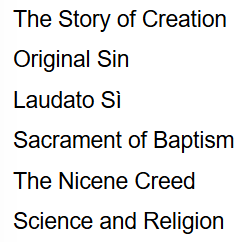 The Story of Creation
Original Sin
Laudato Sì
Sacrament of Baptism
The Nicene Creed
Science and Religion